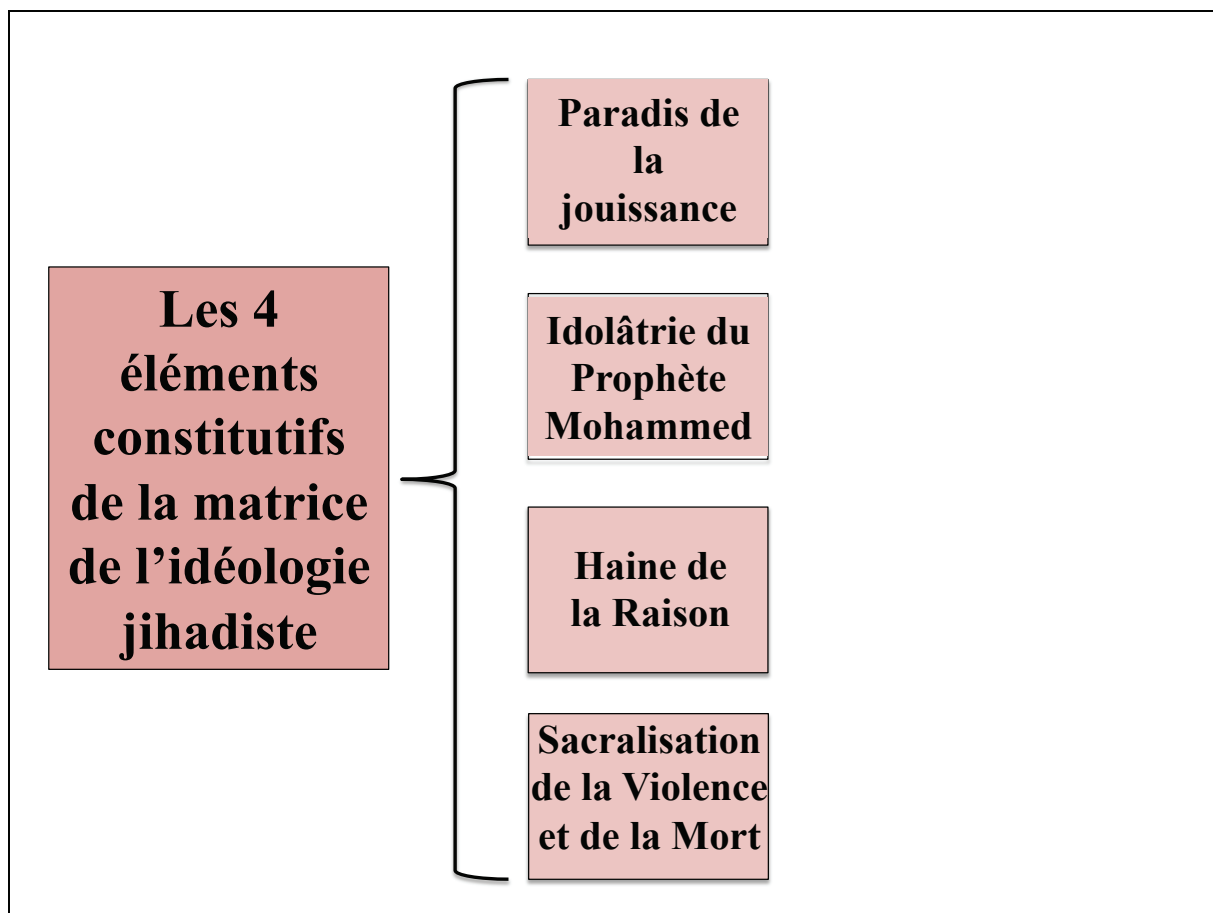 Les 4
éléments
constitutifs
de la matrice
de l’idéologie
jihadiste
Paradis de
la
jouissance
Idolâtrie du
Prophète
Mohammed
Haine de
la Raison
Sacralisation
de la Violence
et de la Mort